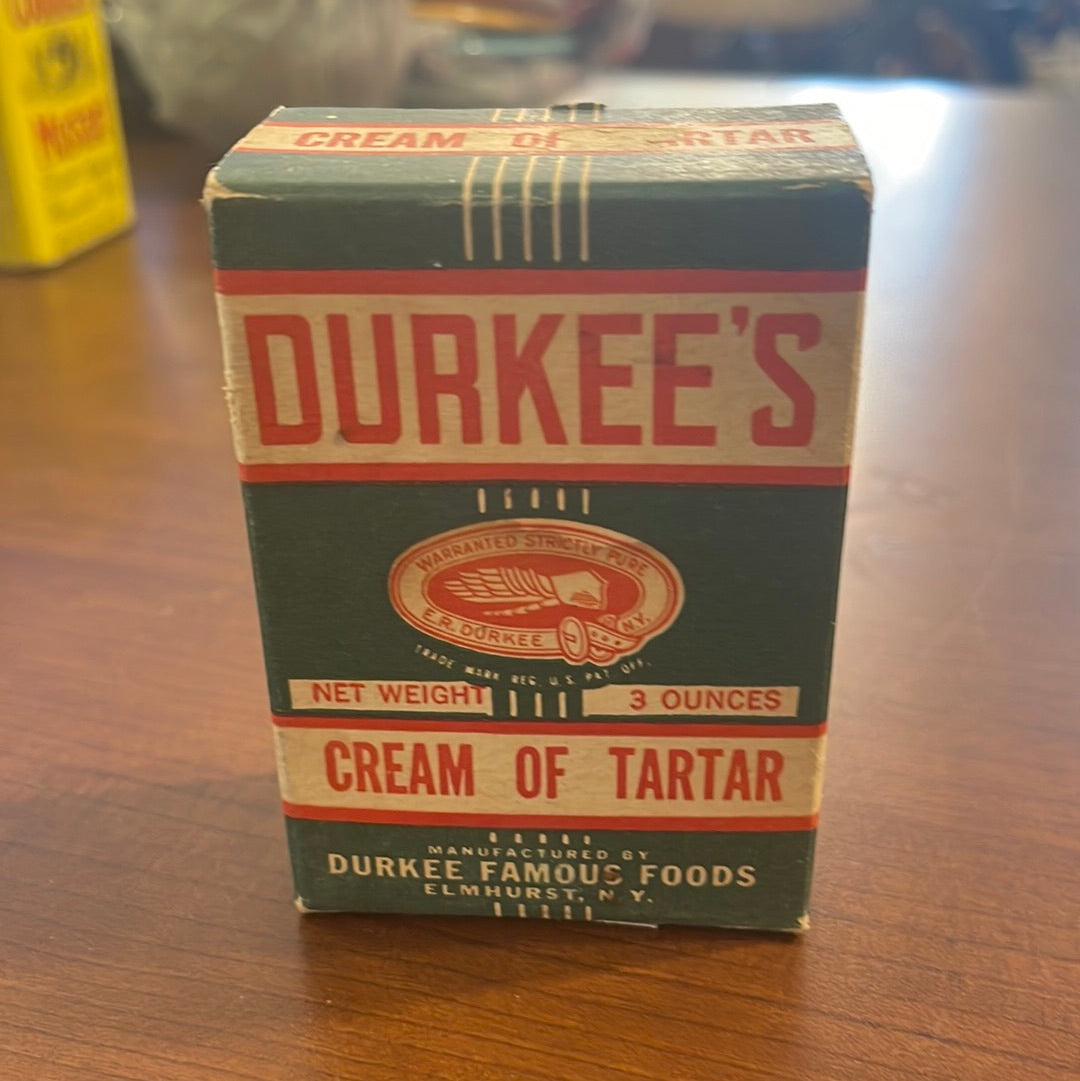 CREAM OF TARTAR
DURKEE'S
WARRANTED STRICTLY PURE
E.R. DURKEE N.Y.
TRADE MARK REG. U.S. PAT. OFF.
NET WEIGHT 3 OUNCES
CREAM OF TARTAR
MANUFACTURED BY
DURKEE FAMOUS FOODS
ELMHURST, N.Y.